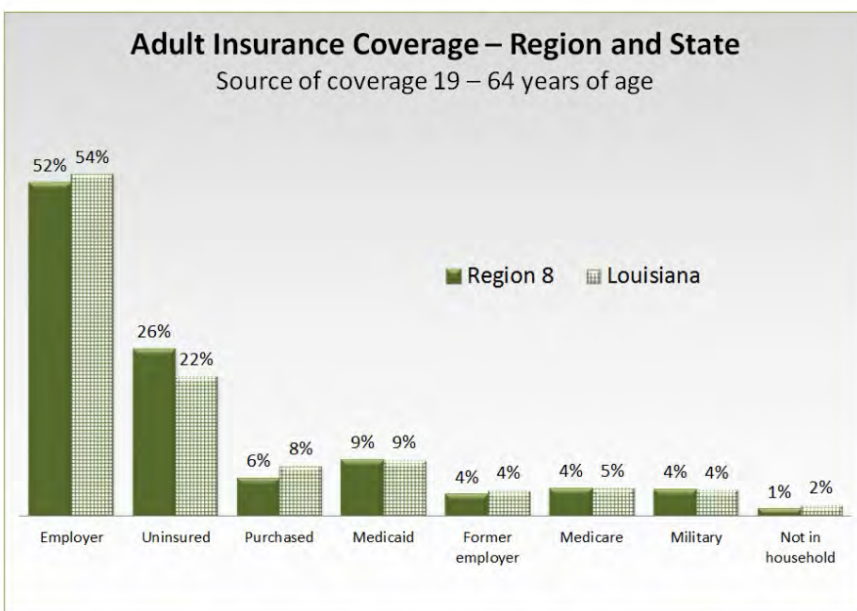 Adult Insurance Coverage – Region and State
Source of coverage 19 – 64 years of age
52% 54%
Region 8 Louisiana
26%
22%
6% 8%
9% 9%
4% 4%
4% 5%
4% 4%
1% 2%
Employer Uninsured Purchased Medicaid Former employer Medicare Military Not in household